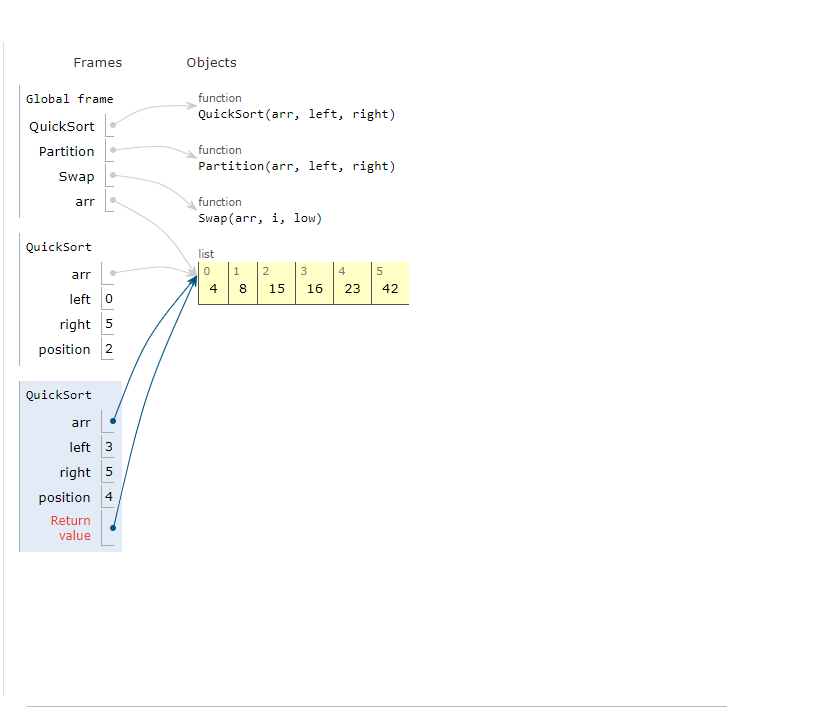 Frames Objects
Global frame
QuickSort
Partition
Swap
arr
function
QuickSort(arr, left, right)
function
Partition(arr, left, right)
function
Swap(arr, i, low)
list
0 1 2 3 4 5
4 8 15 16 23 42
QuickSort
arr
left 0
right 5
position 2
QuickSort
arr
left 3
right 5
position 4
Return
value